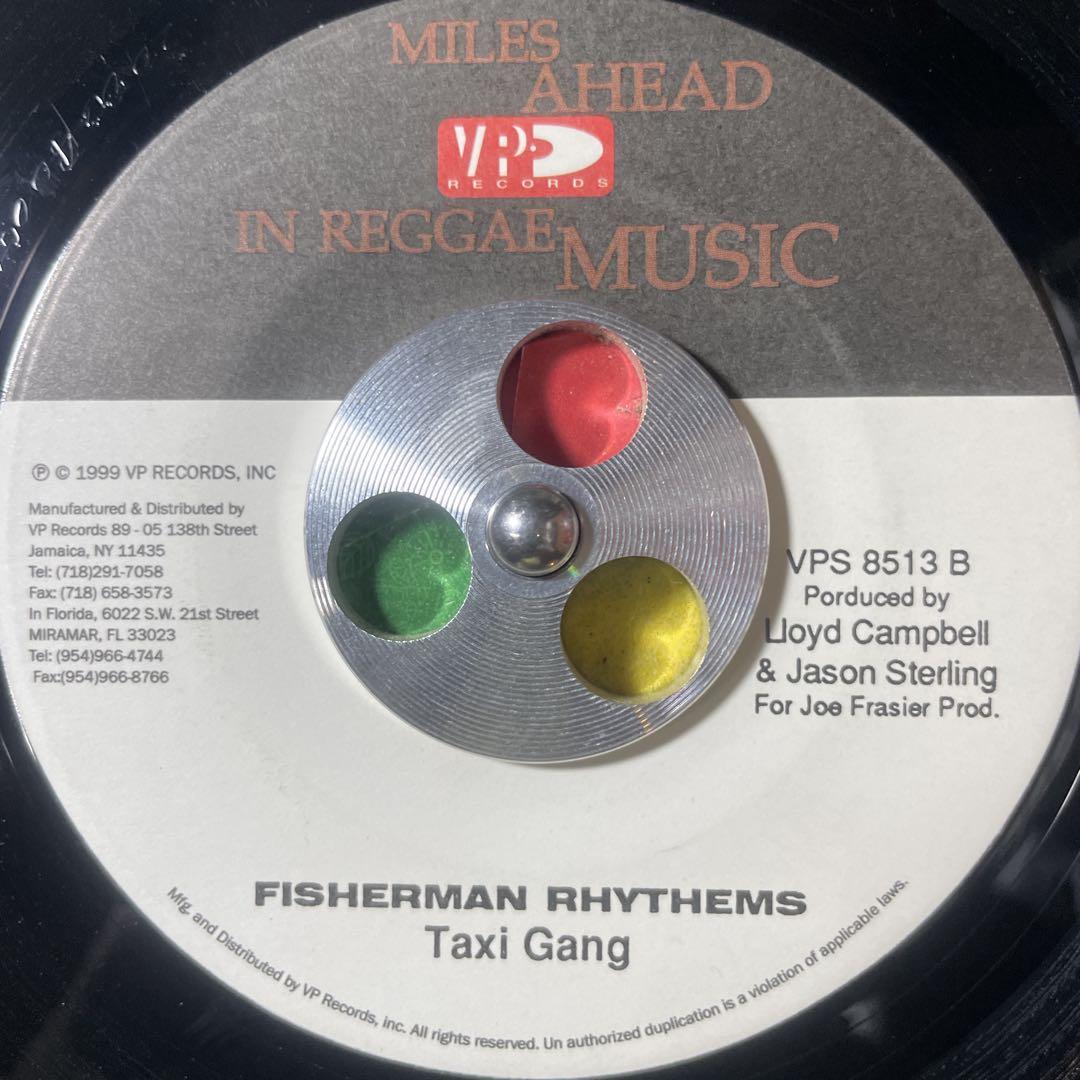 MILES
AHEAD
VP
RECORDS
IN REGGAE MUSIC
℗ © 1999 VP RECORDS, INC
Manufactured & Distributed by
VP Records 89 - 05 138th Street
Jamaica, NY 11435
Tel: (718)291-7058
Fax: (718) 658-3573
In Florida, 6022 S.W. 21st Street
MIRAMAR, FL 33023
Tel: (954)966-4744
Fax:(954)966-8766
VPS 8513 B
Porduced by
Lloyd Campbell
& Jason Sterling
For Joe Frasier Prod.
FISHERMAN RHYTHEMS
Taxi Gang
Mfg. and Distributed by VP Records, inc. All rights reserved. Un authorized duplication is a violation of applicable laws.